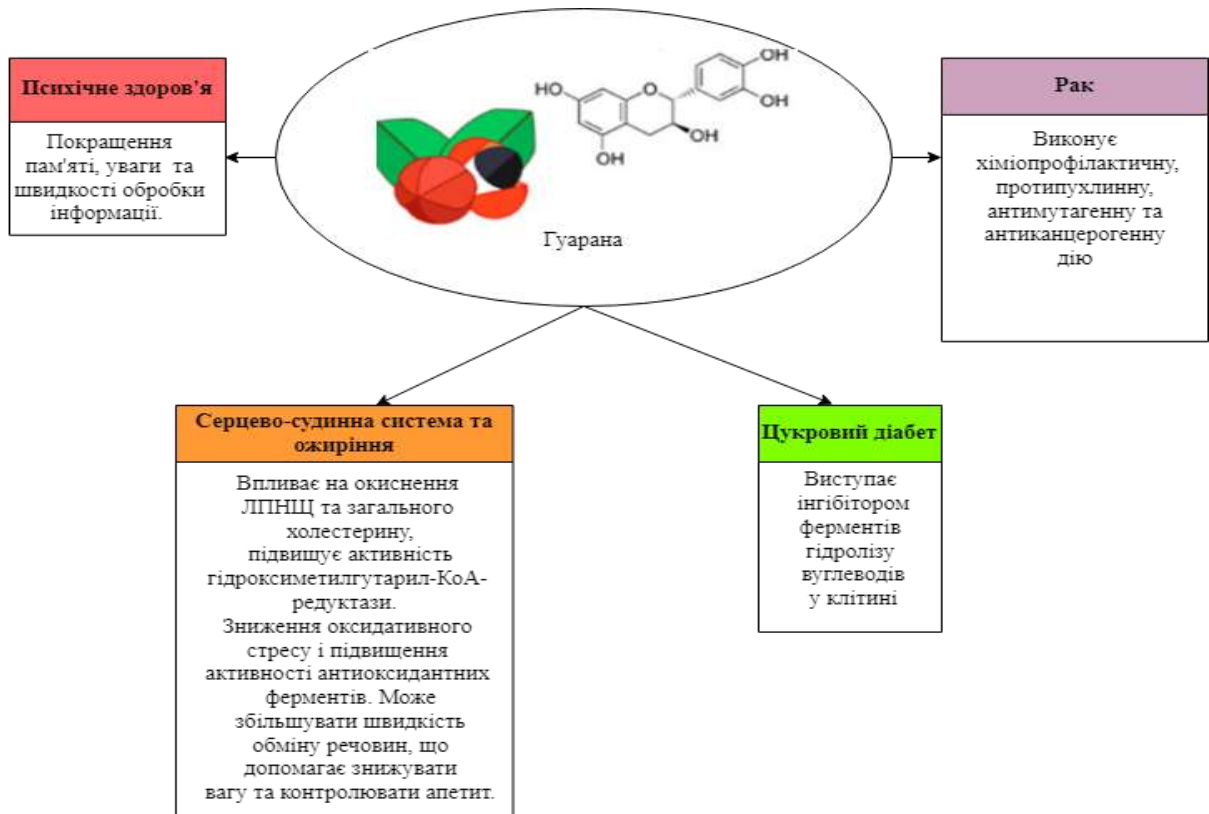 Психічне здоров'я
Покращення
пам'яті, уваги та
швидкості обробки
інформації.
OH
OH
HO
OH
OH
Гуарана
Рак
Виконує
хіміопрофілактичну,
протипухлинну,
антимутагенну та
антиканцерогенну
дію
Серцево-судинна система та
ожиріння
Впливає на окиснення
ЛПНЩ та загального
холестерину,
підвищує активність
гідроксиметилгутарил-КоА-
редуктази.
Зниження оксидативного
стресу і підвищення
активності антиоксидантних
ферментів. Може
збільшувати швидкість
обміну речовин, що
допомагає знижувати
вагу та контролювати апетит.
Цукровий діабет
Виступає
інгібітором
ферментів
гідролізу
вуглеводів
у клітині